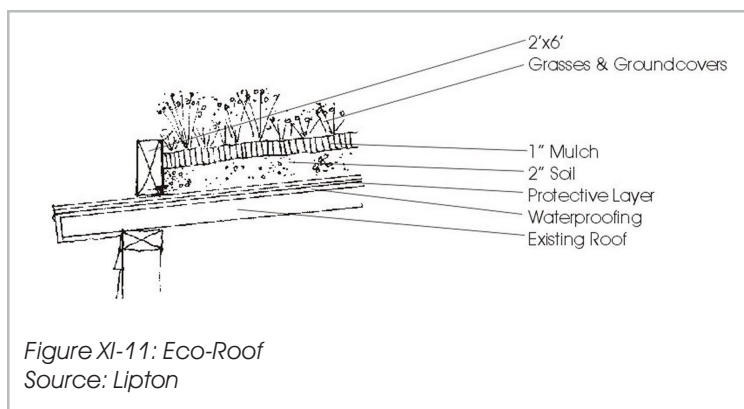 2'x6'
Grasses & Groundcovers
1" Mulch
2" Soil
Protective Layer
Waterproofing
Existing Roof
Figure XI-11: Eco-Roof
Source: Lipton